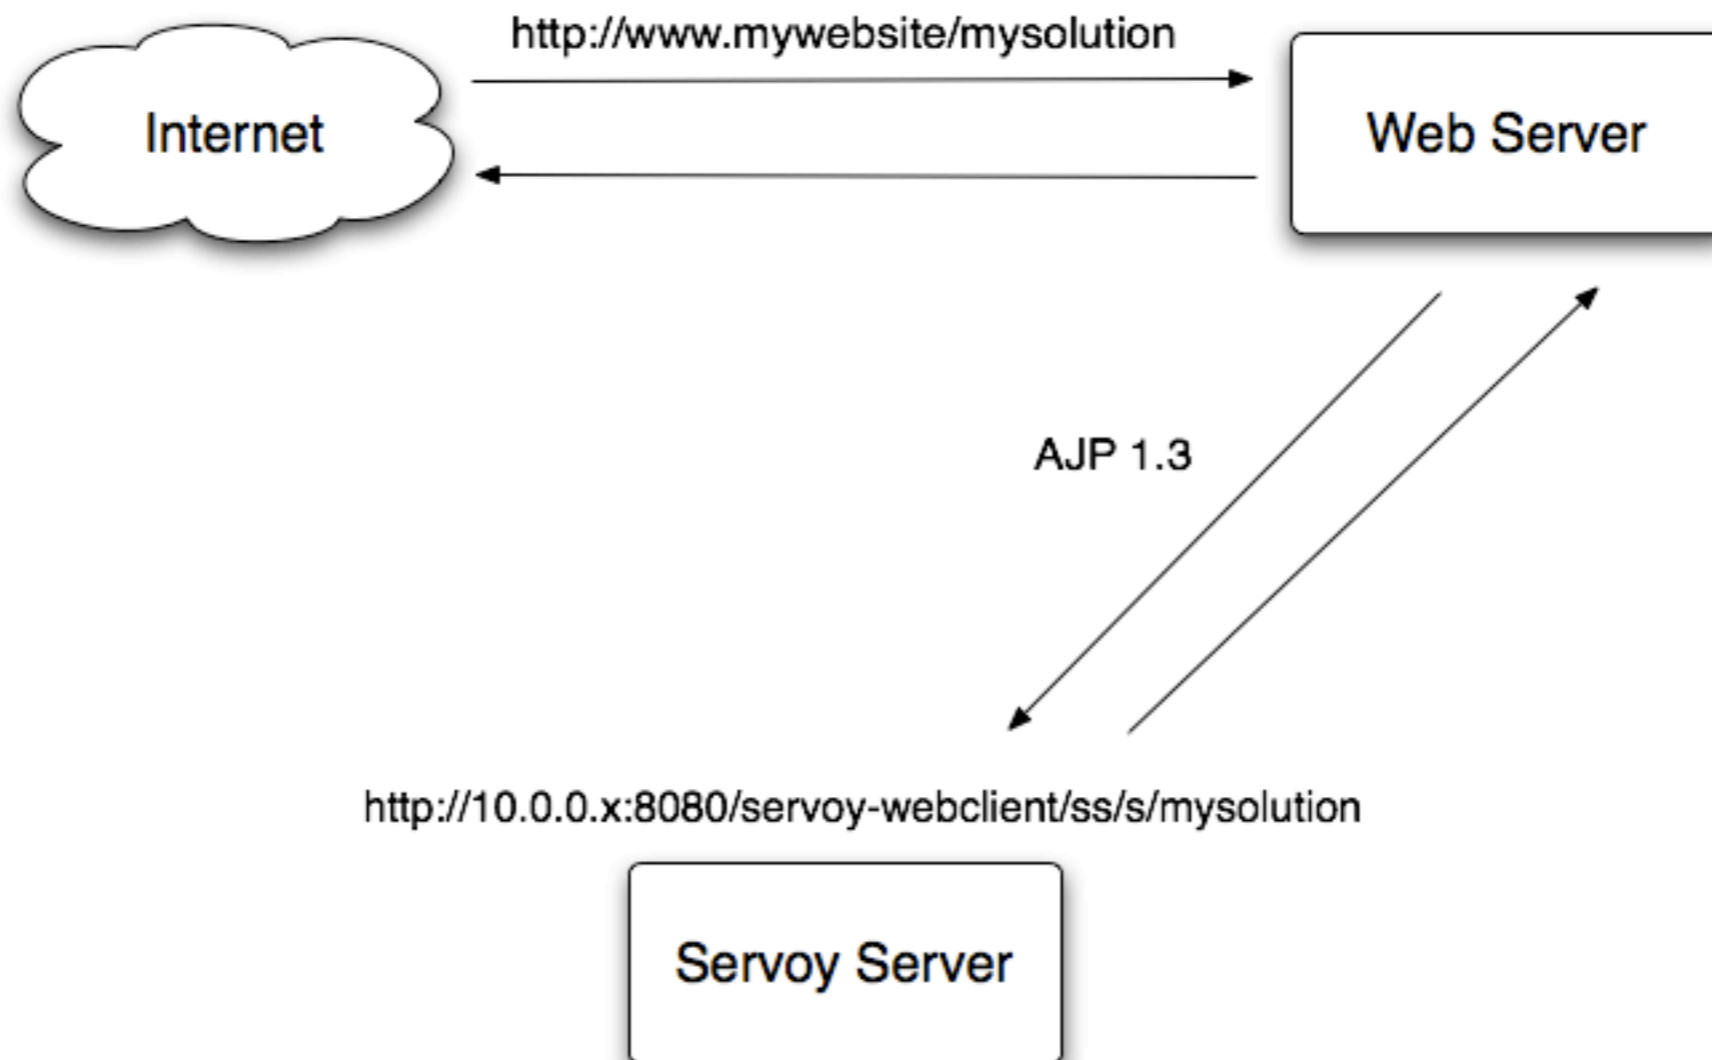 http://www.mywebsite/mysolution
Internet
Web Server
AJP 1.3
http://10.0.0.x:8080/servoy-webclient/ss/s/mysolution
Servoy Server